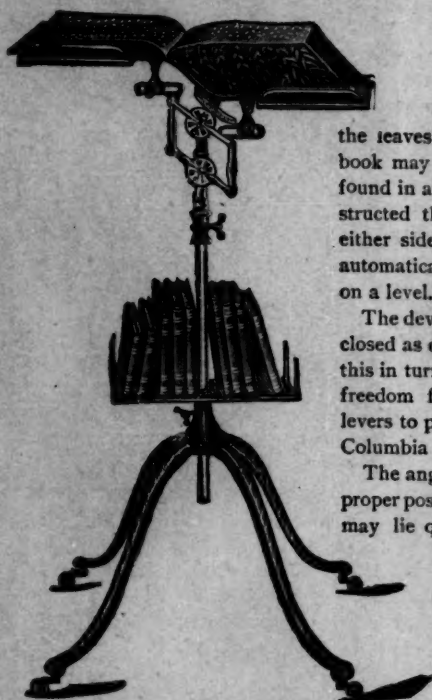 the leaves
book may
found in a
structed th
either side
automatica
on a level.
The dev
closed as e
this in turn
freedom f
levers to p
Columbia
The ang
proper pos
may lie q